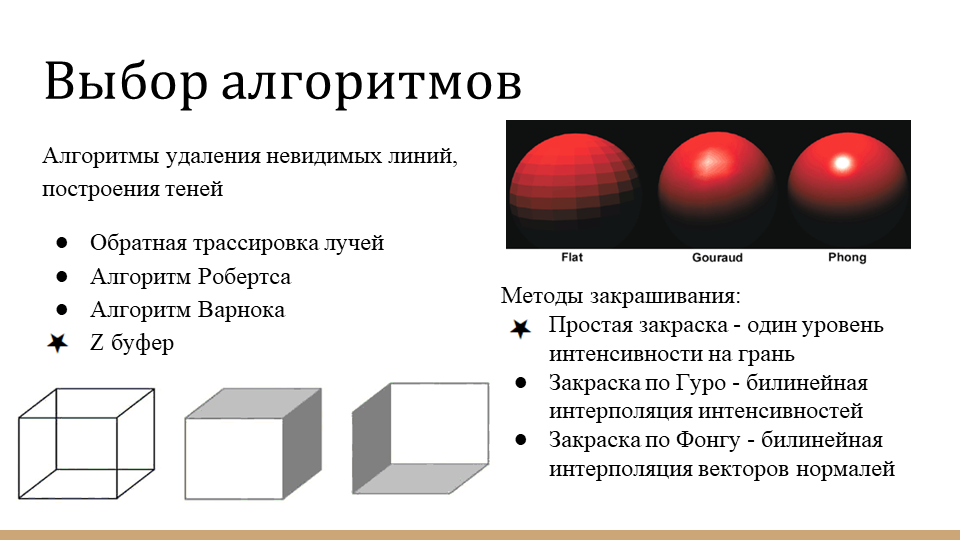 Выбор алгоритмов
Алгоритмы удаления невидимых линий,
построения теней
● Обратная трассировка лучей
● Алгоритм Робертса
● Алгоритм Варнока
★ Z буфер
Flat
Gouraud
Phong
Методы закрашивания:
★ Простая закраска - один уровень
интенсивности на грань
● Закраска по Гуро - билинейная
интерполяция интенсивностей
● Закраска по Фонгу - билинейная
интерполяция векторов нормалей